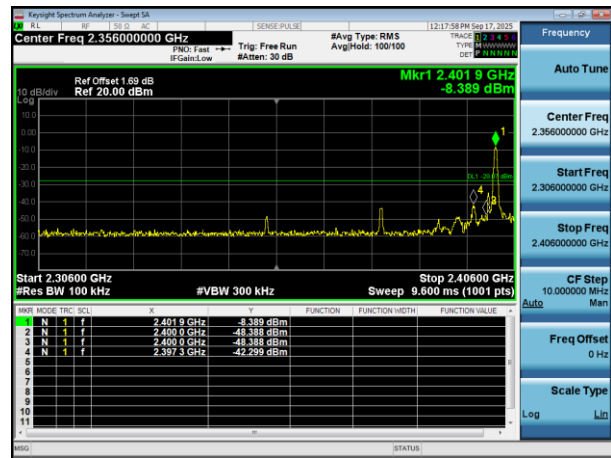 Keysight Spectrum Analyzer - Swept SA
RL RF 50 Ω AC SENSE:PULSE 12:17:58 PM Sep 17, 2025
Center Freq 2.356000000 GHz #Avg Type: RMS TRACE 1 2 3 4 5 6
PNO: Fast Trig: Free Run Avg|Hold: 100/100 TYPE M WWWWW
IFGain:Low #Atten: 30 dB DET P NNNNN
Ref Offset 1.69 dB Mkr1 2.401 9 GHz
10 dB/div Ref 20.00 dBm -8.389 dBm
Log
10.0
0.00
-10.0
-20.0
-30.0
-40.0
-50.0
-60.0
-70.0
1
4
3
Start 2.30600 GHz Stop 2.40600 GHz
#Res BW 100 kHz #VBW 300 kHz Sweep 9.600 ms (1001 pts)
MKR MODE TRC SCL X Y FUNCTION FUNCTION WIDTH FUNCTION VALUE
1 N 1 f 2.401 9 GHz -8.389 dBm
2 N 1 f 2.400 0 GHz -48.388 dBm
3 N 1 f 2.400 0 GHz -48.388 dBm
4 N 1 f 2.397 3 GHz -42.299 dBm
5
6
7
8
9
10
11
MSG STATUS
Frequency
Auto Tune
Center Freq
2.356000000 GHz
Start Freq
2.306000000 GHz
Stop Freq
2.406000000 GHz
CF Step
10.000000 MHz
Auto Man
Freq Offset
0 Hz
Scale Type
Log Lin